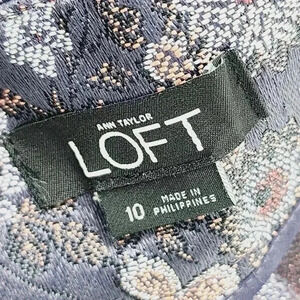 ANN TAYLOR
LOFT
10
MADE IN
PHILIPPINES